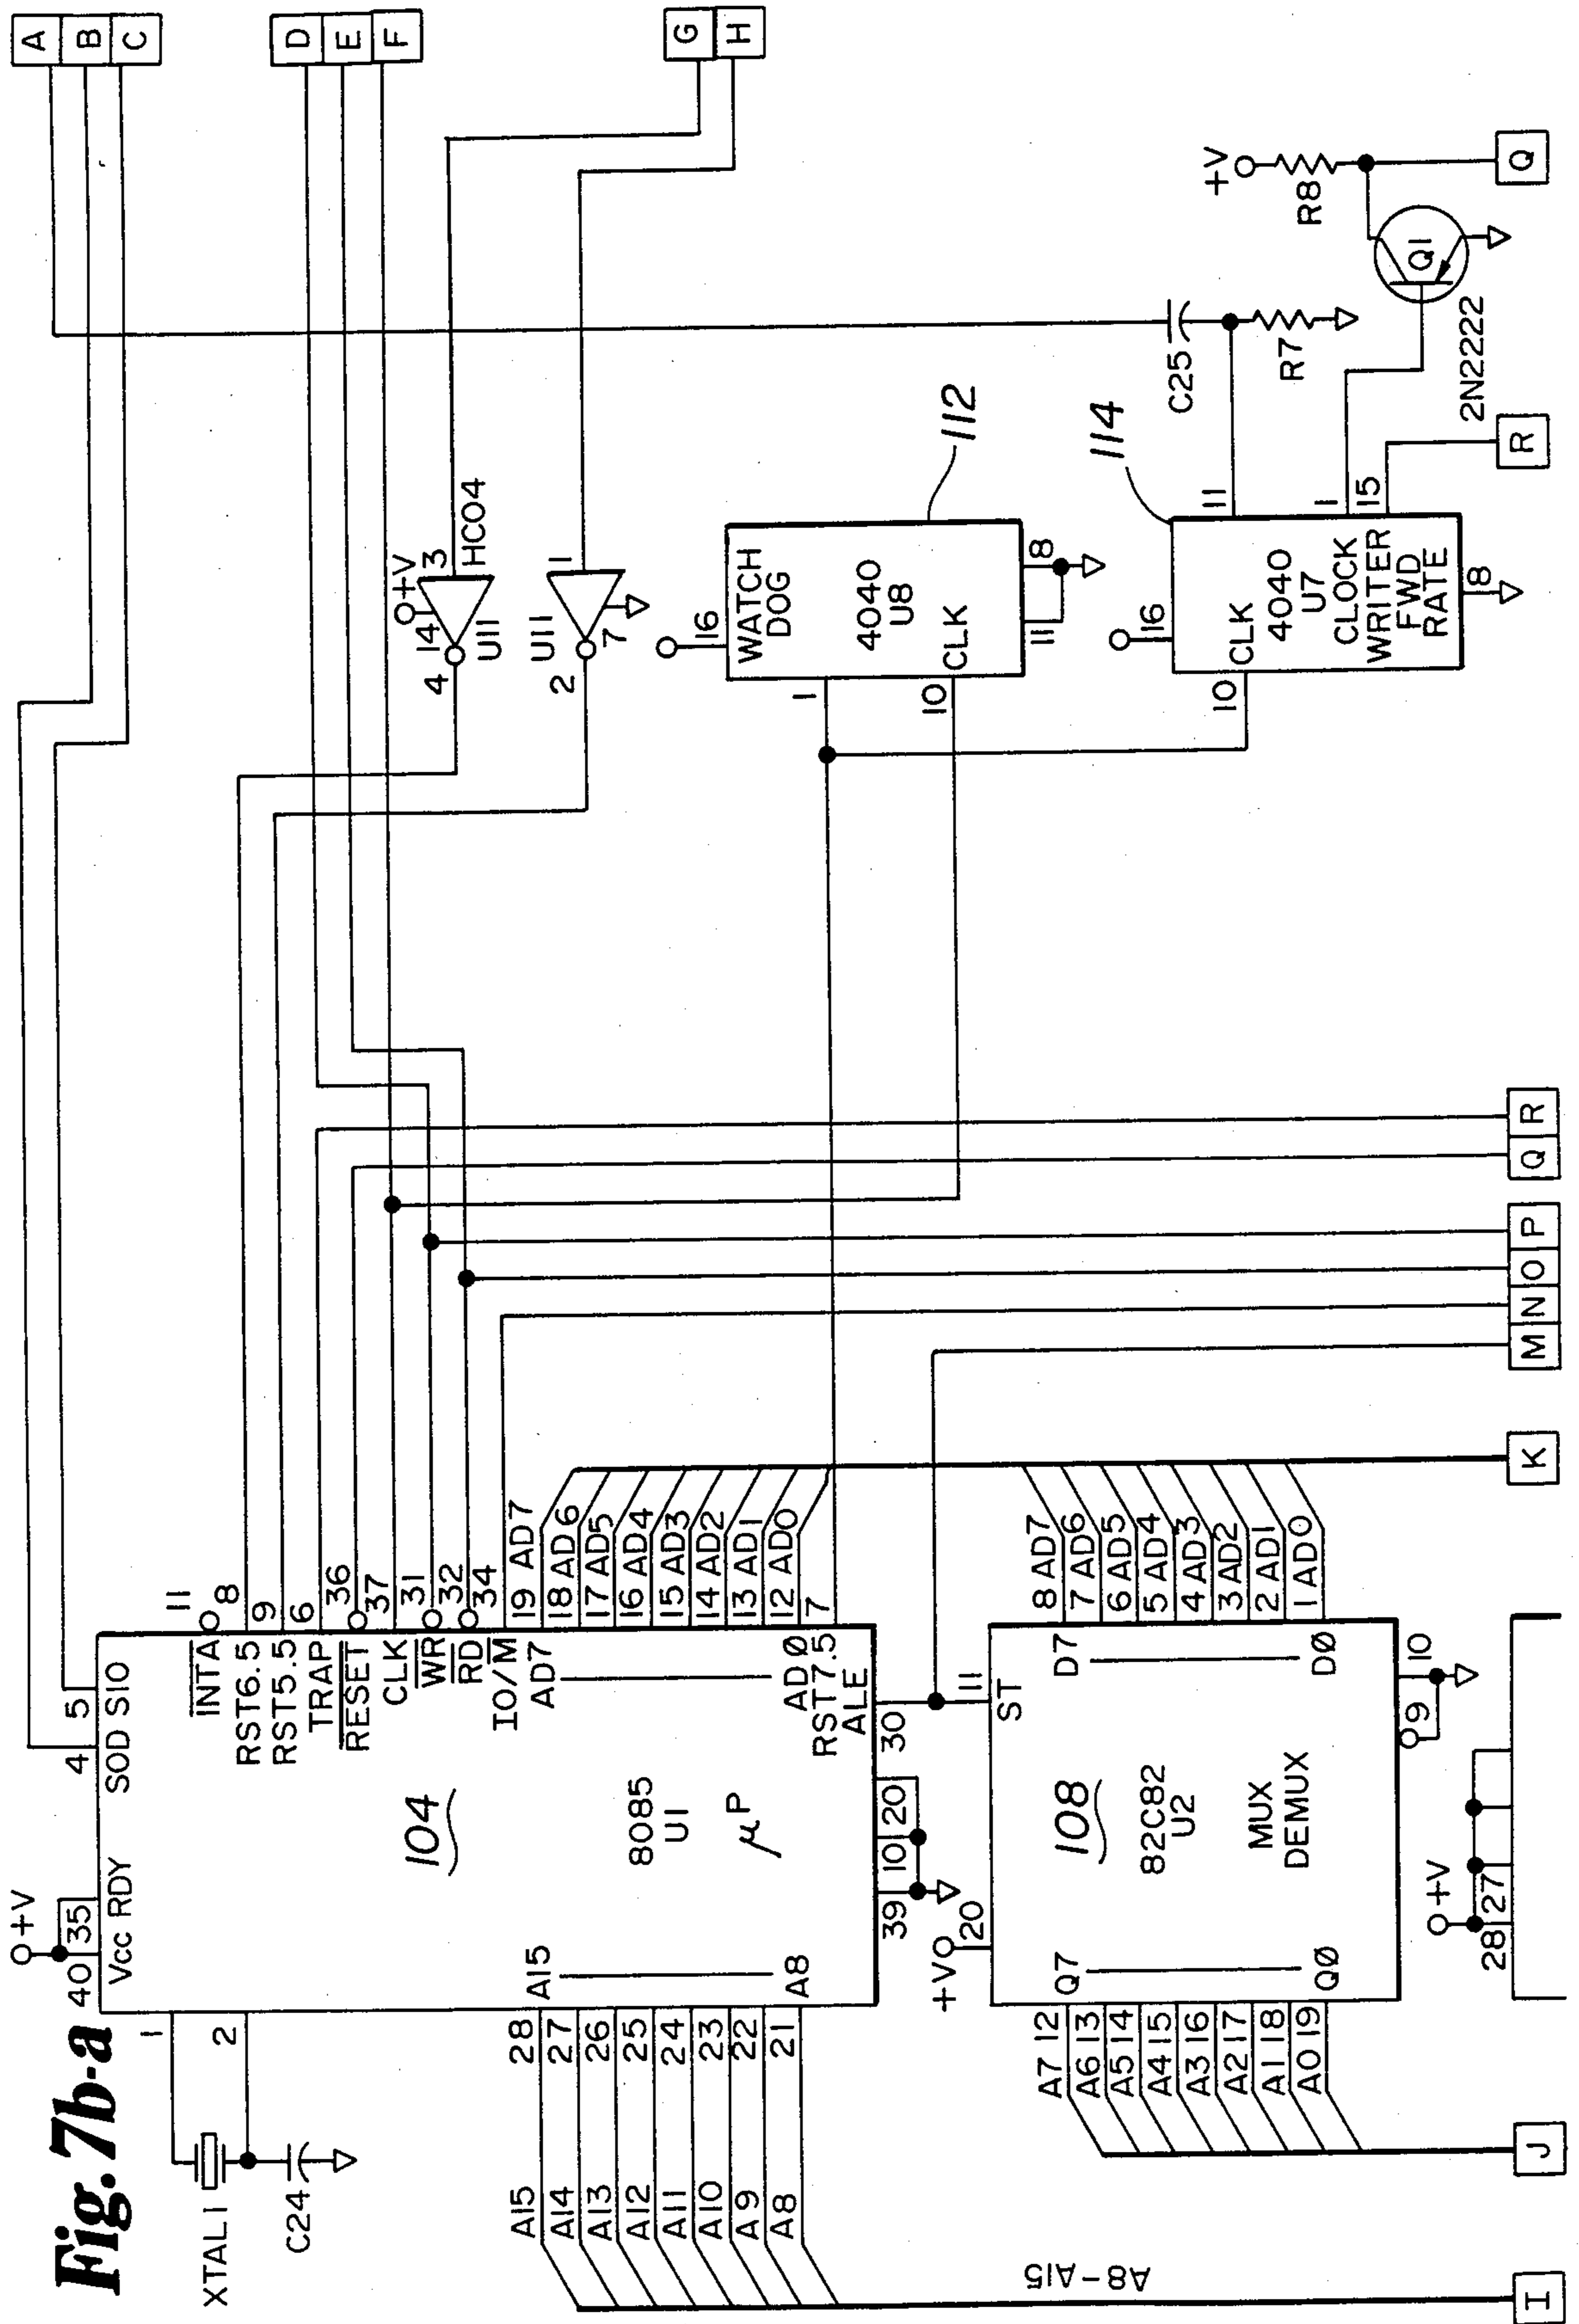 Fig. 7b-a
A
B
C
D
E
F
G
H
+V
40
35
4
5
Vcc RDY
SOD SIO
XTAL 1
1
2
C24
104
8085
U1
μP
INTA
11
RST6.5
8
RST5.5
9
TRAP
6
RESET
36
CLK
37
WR
31
RD
32
IO/M
34
AD7
19 AD7
18 AD6
17 AD5
16 AD4
15 AD3
14 AD2
13 AD1
12 AD0
ADØ
RST7.5
7
ALE
30
39
10
20
A15
A8
28
27
26
25
24
23
22
21
A15
A14
A13
A12
A11
A10
A9
A8
A8-A15
+V
14
3
4
HC04
U11
U11
1
2
7
16
WATCH
DOG
4040
U8
CLK
1
10
11
8
112
114
16
CLK
10
4040
U7
CLOCK
WRITER
FWD
RATE
11
1
15
8
C25
R7
+V
R8
Q1
2N2222
Q
R
+V
20
11
ST
108
82C82
U2
MUX
DEMUX
D7
DØ
8 AD7
7 AD6
6 AD5
5 AD4
4 AD3
3 AD2
2 AD1
1 AD0
9
10
Q7
QØ
A7 12
A6 13
A5 14
A4 15
A3 16
A2 17
A1 18
A0 19
+V
28
27
I
J
K
M
N
O
P
Q
R